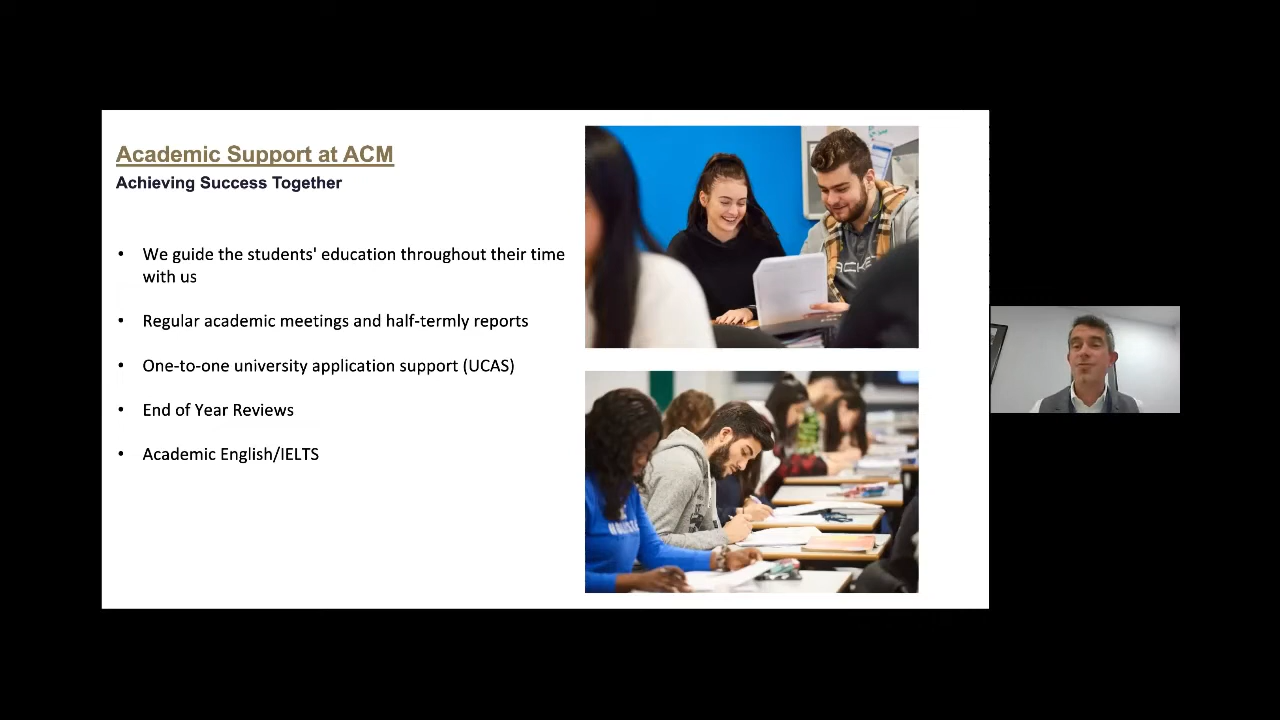 Academic Support at ACM
Achieving Success Together
• We guide the students' education throughout their time
with us
• Regular academic meetings and half-termly reports
• One-to-one university application support (UCAS)
• End of Year Reviews
• Academic English/IELTS